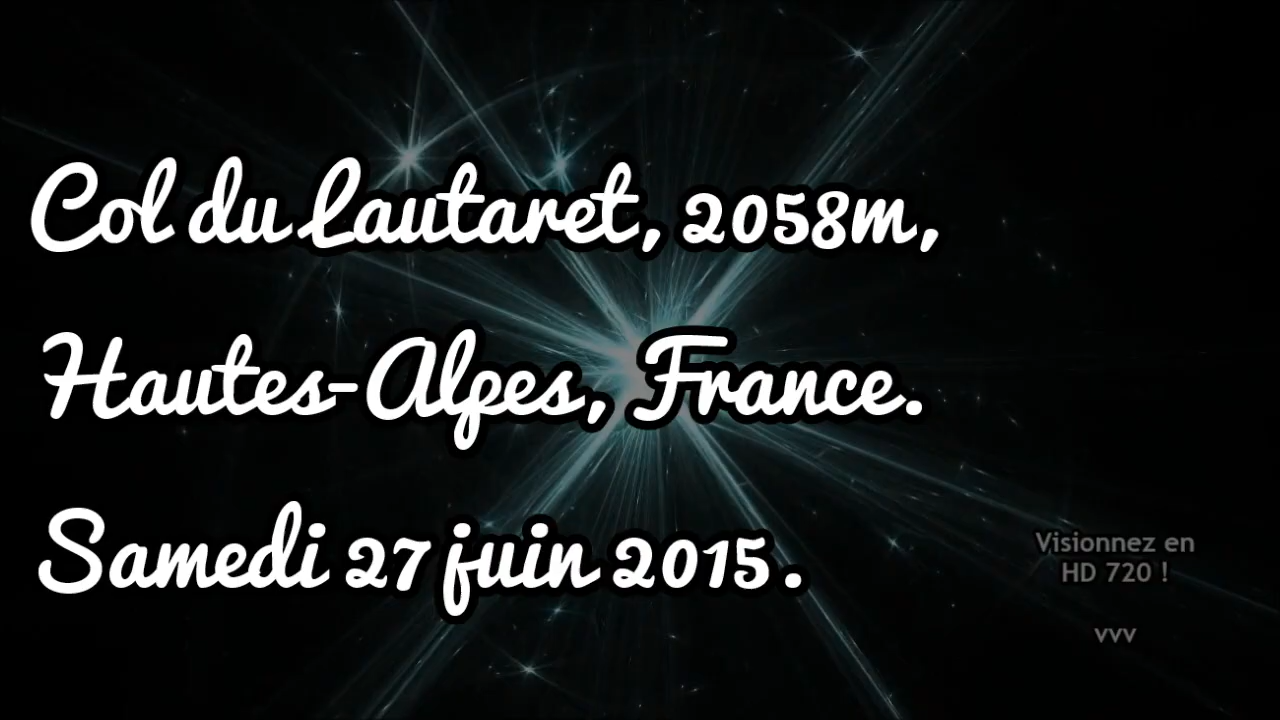 Col du Lautaret, 2058m,
Hautes-Alpes, France.
Samedi 27 juin 2015.
Visionnez en
HD 720 !
vvv